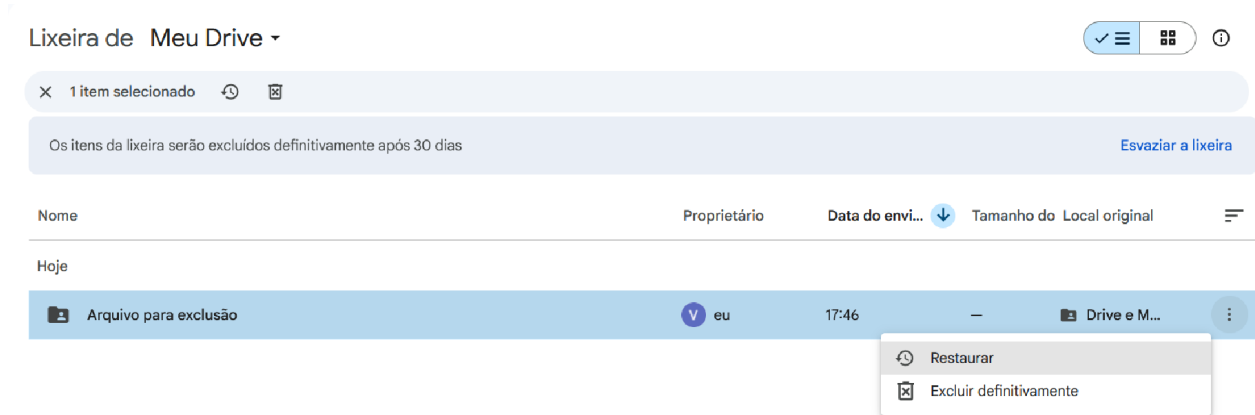 Lixeira de Meu Drive
1 item selecionado
Os itens da lixeira serão excluídos definitivamente após 30 dias Esvaziar a lixeira
Nome Proprietário Data do envi... Tamanho do Local original
Hoje
Arquivo para exclusão V eu 17:46 — Drive e M...
Restaurar
Excluir definitivamente